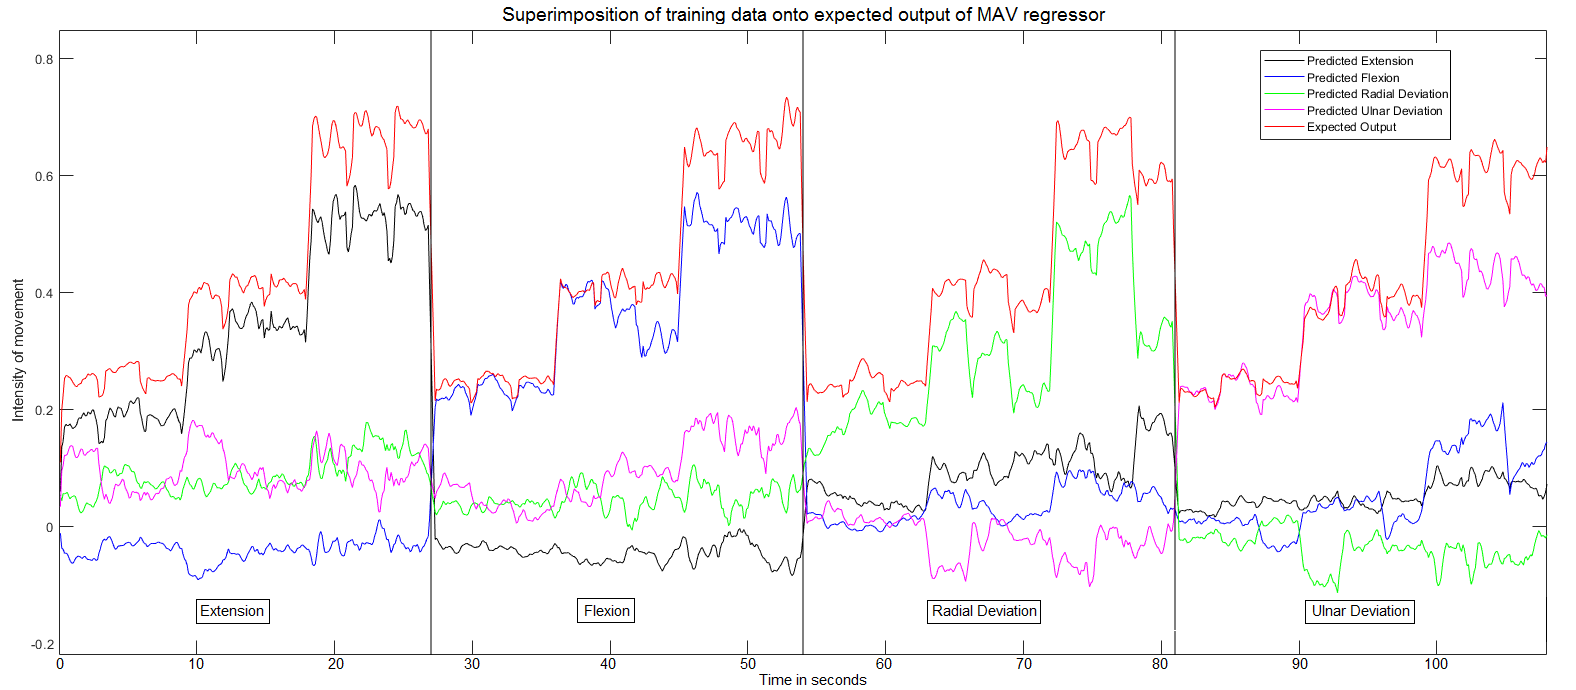 Superimposition of training data onto expected output of MAV regressor
0.8
0.6
0.4
0.2
0
-0.2
Intensity of movement
Predicted Extension
Predicted Flexion
Predicted Radial Deviation
Predicted Ulnar Deviation
Expected Output
Extension
Flexion
Radial Deviation
Ulnar Deviation
0 10 20 30 40 50 60 70 80 90 100
Time in seconds